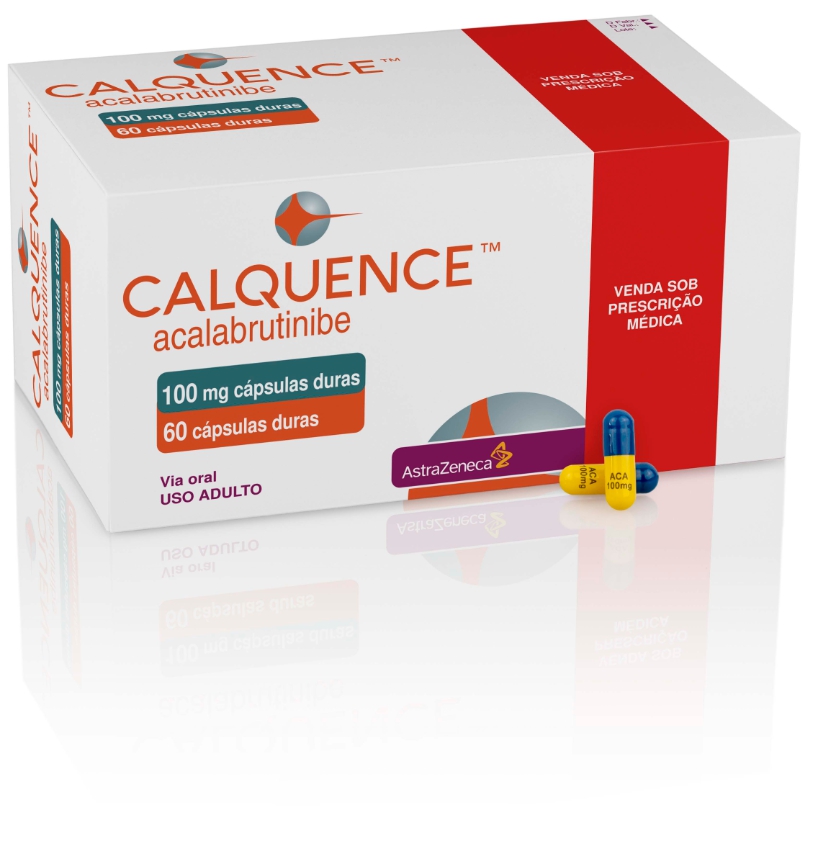 CALQUENCE™
acalabrutinibe
100 mg cápsulas duras
60 cápsulas duras
VENDA SOB
PRESCRIÇÃO
MÉDICA
CALQUENCE™
acalabrutinibe
100 mg cápsulas duras
60 cápsulas duras
CALQUENCE™
acalabrutinibe
100 mg cápsulas duras
60 cápsulas duras
Via oral
USO ADULTO
AstraZeneca
VENDA SOB
PRESCRIÇÃO
MÉDICA
ACA
100mg
ACA
100mg